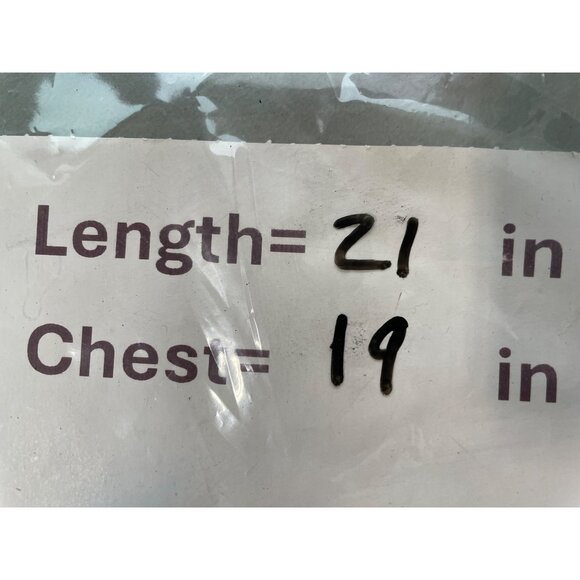 Length= 21 in
Chest= 19 in